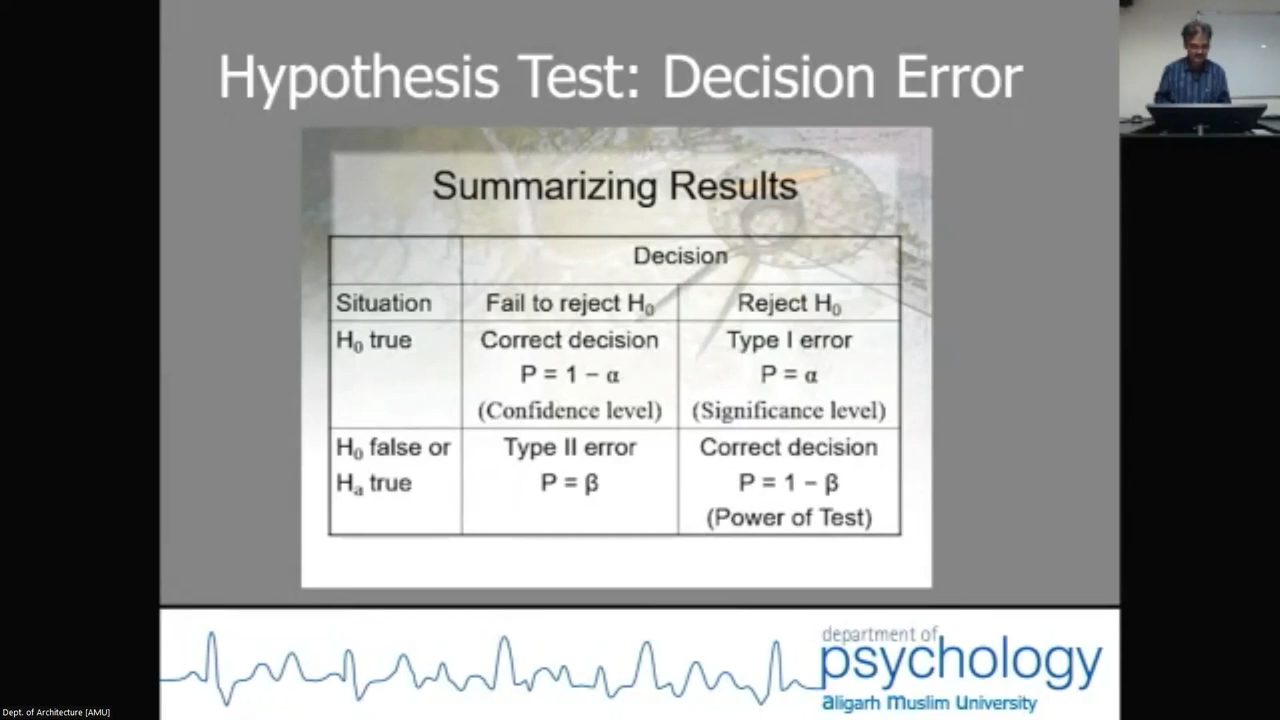 Hypothesis Test: Decision Error
Summarizing Results
Decision
Situation Fail to reject H₀ Reject H₀
H₀ true Correct decision Type I error
P = 1 − α P = α
(Confidence level) (Significance level)
H₀ false or Type II error Correct decision
Hₐ true P = β P = 1 − β
(Power of Test)
department of
psychology
aligarh muslim university
Dept. of Architecture [AMU]